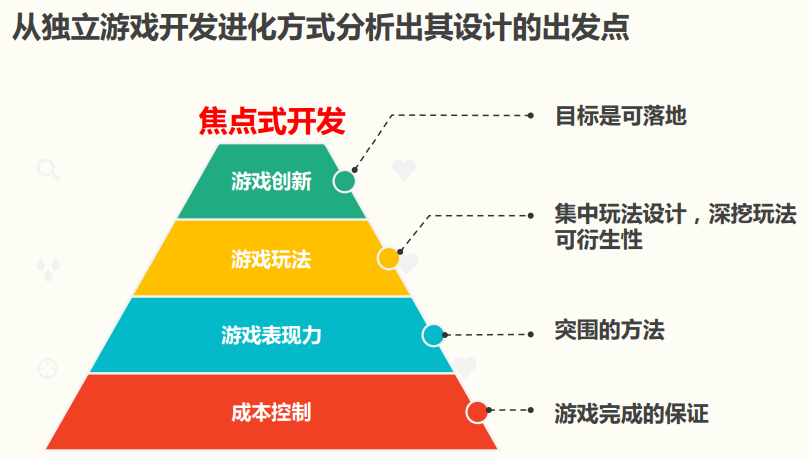 从独立游戏开发进化方式分析出其设计的出发点
焦点式开发
目标是可落地
游戏创新
集中玩法设计，深挖玩法
可衍生性
游戏玩法
突围的方法
游戏表现力
游戏完成的保证
成本控制